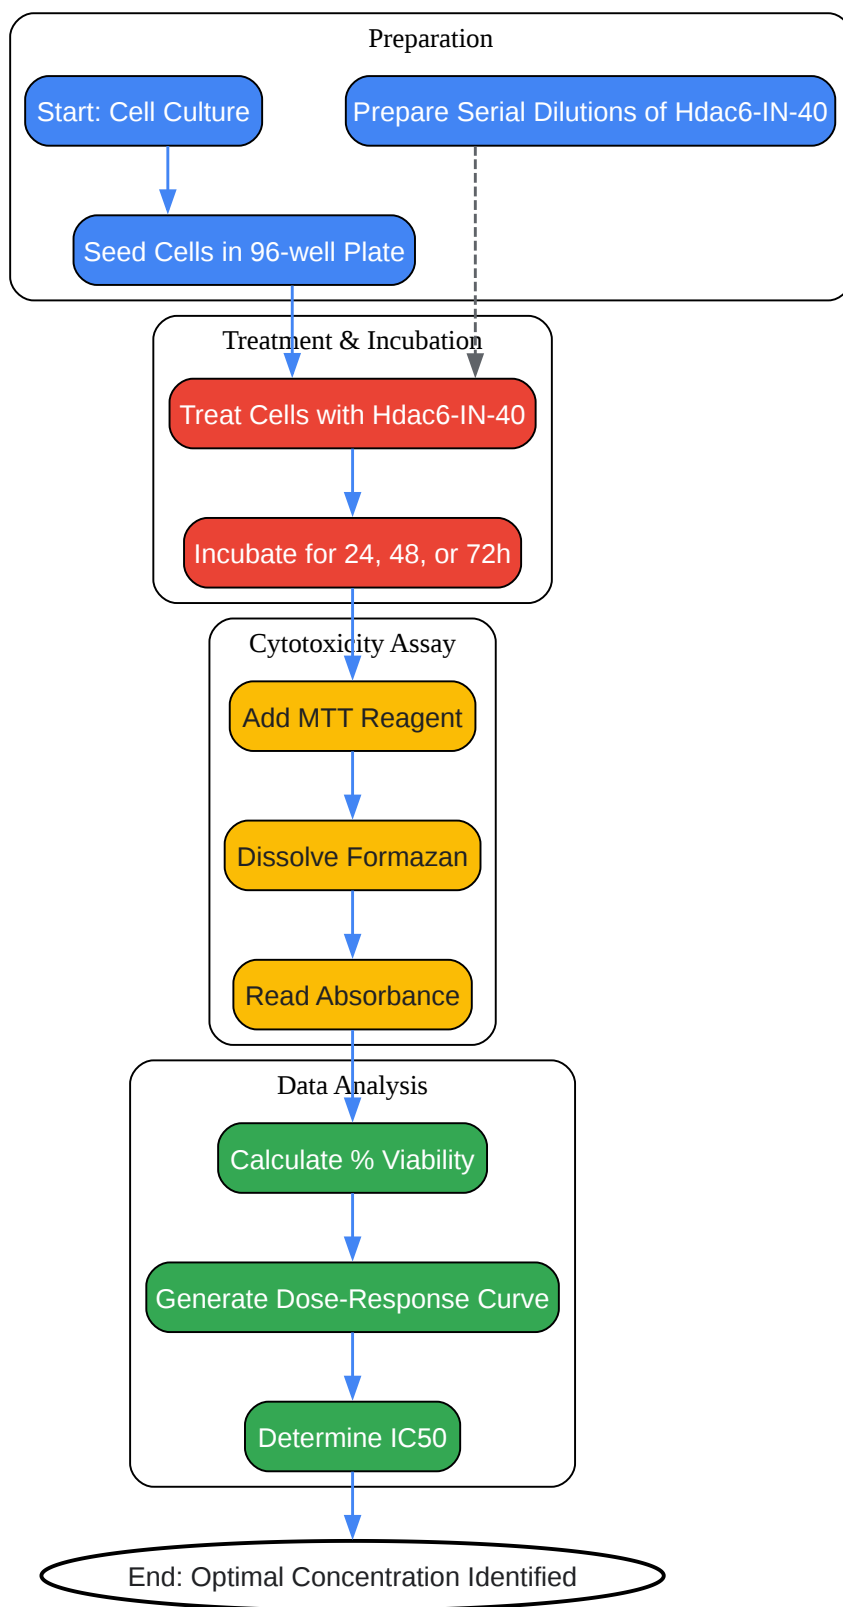 Preparation
Start: Cell Culture
Prepare Serial Dilutions of Hdac6-IN-40
Seed Cells in 96-well Plate
Treatment & Incubation
Treat Cells with Hdac6-IN-40
Incubate for 24, 48, or 72h
Cytotoxicity Assay
Add MTT Reagent
Dissolve Formazan
Read Absorbance
Data Analysis
Calculate % Viability
Generate Dose-Response Curve
Determine IC50
End: Optimal Concentration Identified